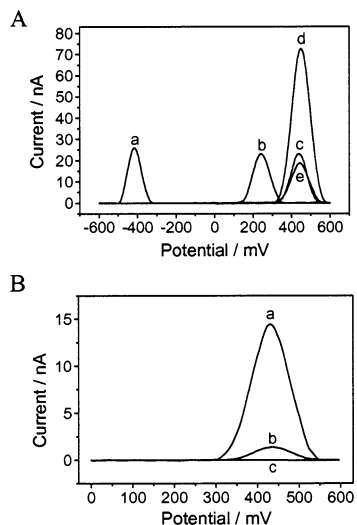 A
80
70
60
50
40
30
20
10
0
Current / nA
a
b
c
d
e
-600 -400 -200 0 200 400 600
Potential / mV
B
15
10
5
0
Current / nA
a
b
c
0 100 200 300 400 500 600
Potential / mV